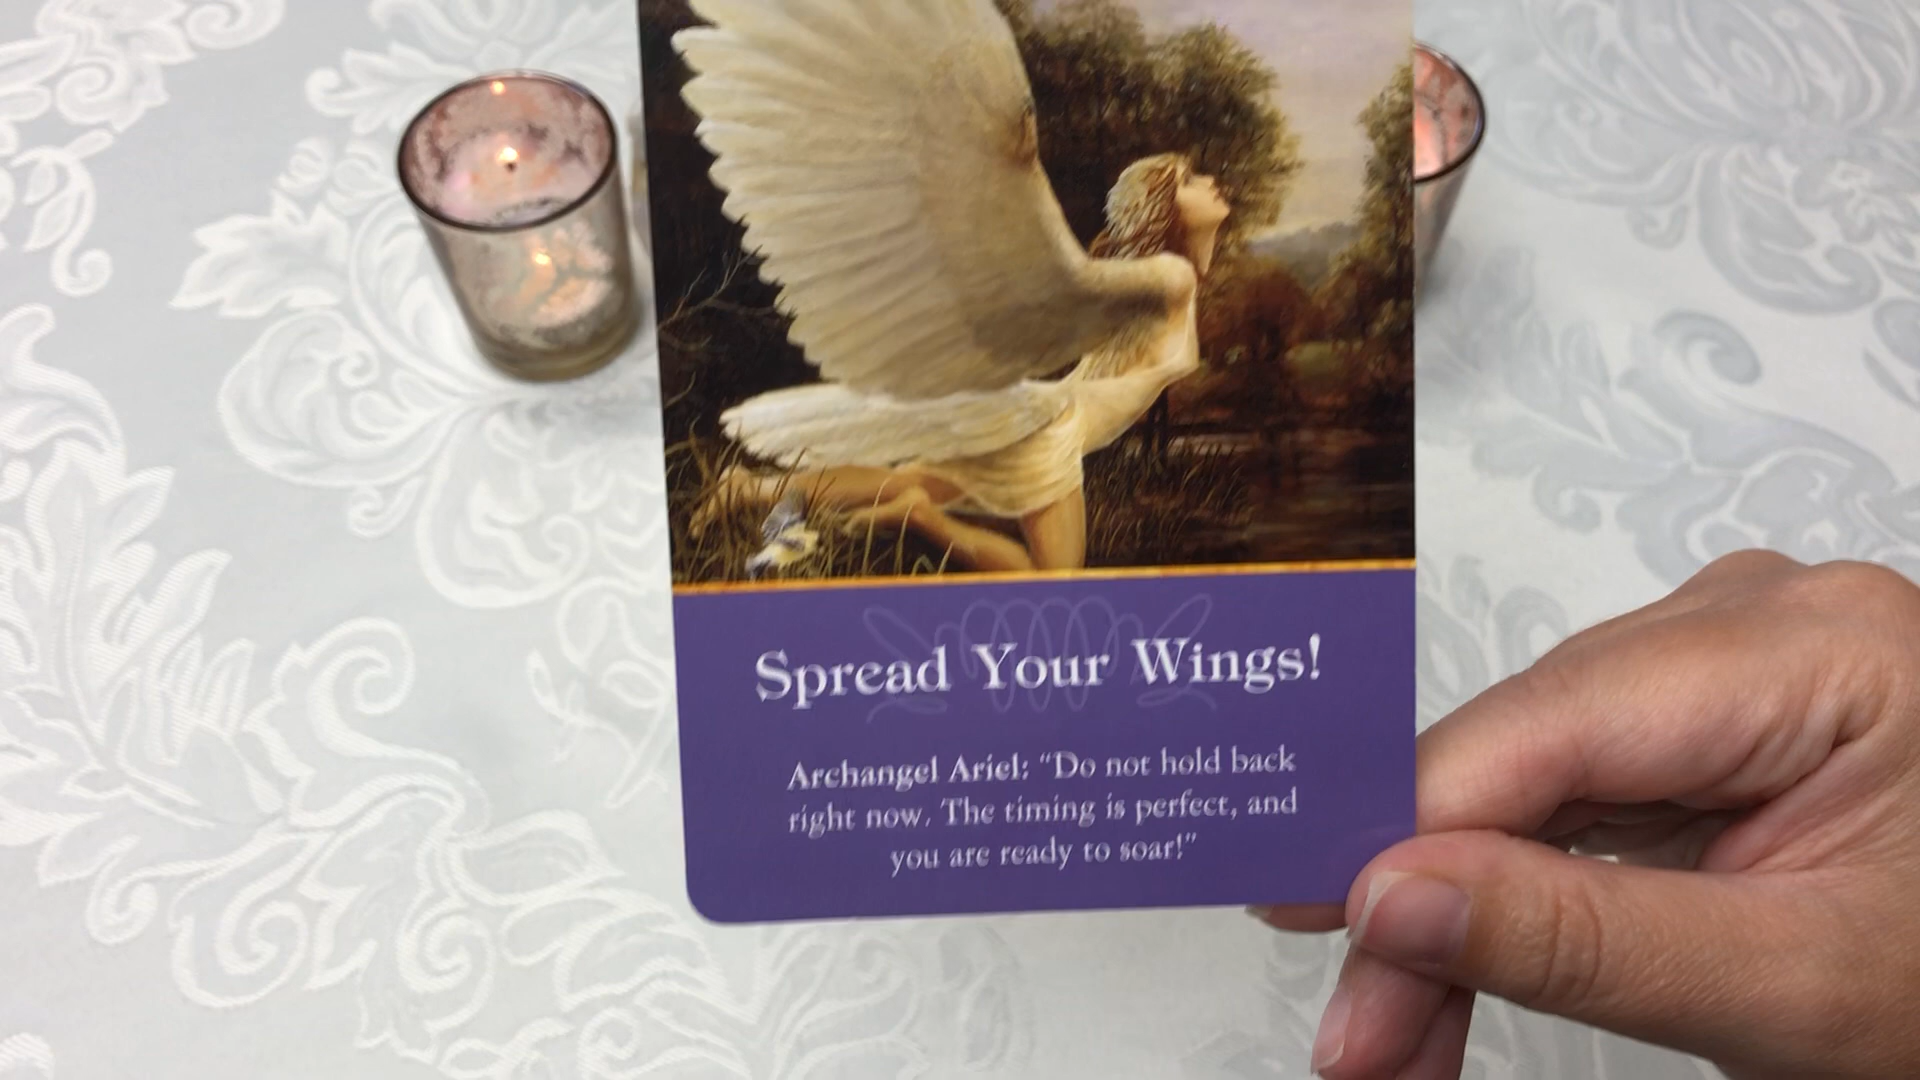 Spread Your Wings!
Archangel Ariel: “Do not hold back
right now. The timing is perfect, and
you are ready to soar!”